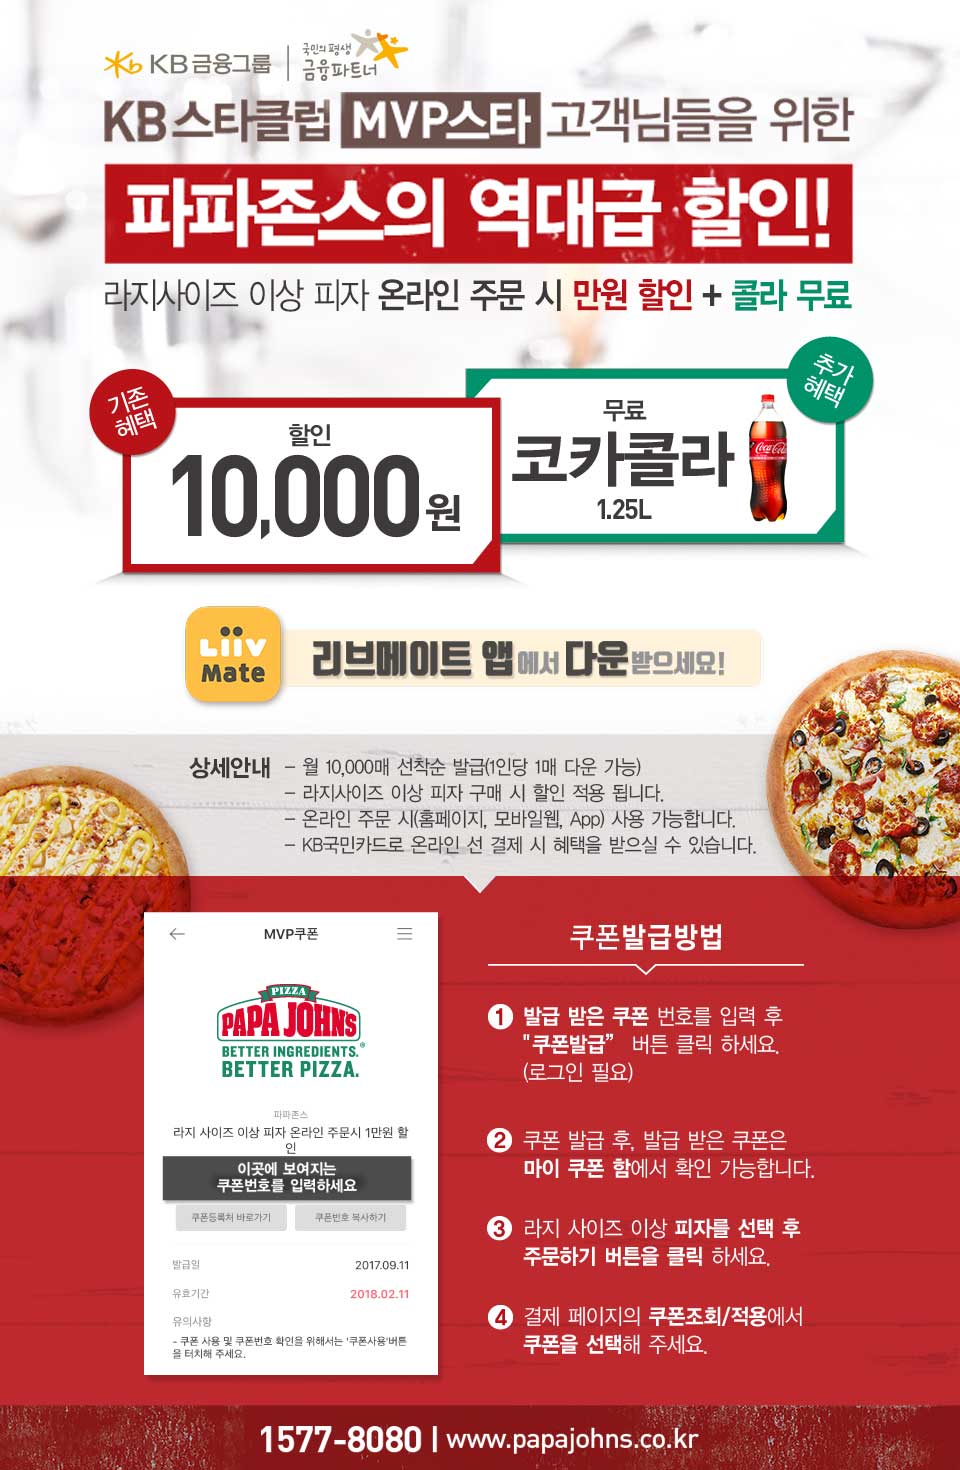 KB 금융그룹
국민의 평생
금융파트너
KB스타클럽 MVP스타 고객님들을 위한
파파존스의 역대급 할인!
라지사이즈 이상 피자 온라인 주문 시 만원 할인 + 콜라 무료
기존
혜택
할인
10,000원
추가
혜택
무료
코카콜라
1.25L
Coca-Cola
Liiv
Mate
리브메이트 앱에서 다운받으세요!
상세안내
- 월 10,000매 선착순 발급(1인당 1매 다운 가능)
- 라지사이즈 이상 피자 구매 시 할인 적용 됩니다.
- 온라인 주문 시(홈페이지, 모바일웹, App) 사용 가능합니다.
- KB국민카드로 온라인 선 결제 시 혜택을 받으실 수 있습니다.
MVP쿠폰
PIZZA
PAPA JOHN'S
BETTER INGREDIENTS.
BETTER PIZZA.®
파파존스
라지 사이즈 이상 피자 온라인 주문시 1만원 할
인
이곳에 보여지는
쿠폰번호를 입력하세요
쿠폰등록처 바로가기 쿠폰번호 복사하기
발급일 2017.09.11
유효기간 2018.02.11
유의사항
- 쿠폰 사용 및 쿠폰번호 확인을 위해서는 '쿠폰사용'버튼
을 터치해 주세요.
쿠폰발급방법
1 발급 받은 쿠폰 번호를 입력 후
"쿠폰발급" 버튼 클릭 하세요.
(로그인 필요)
2 쿠폰 발급 후, 발급 받은 쿠폰은
마이 쿠폰 함에서 확인 가능합니다.
3 라지 사이즈 이상 피자를 선택 후
주문하기 버튼을 클릭 하세요.
4 결제 페이지의 쿠폰조회/적용에서
쿠폰을 선택해 주세요.
1577-8080 | www.papajohns.co.kr